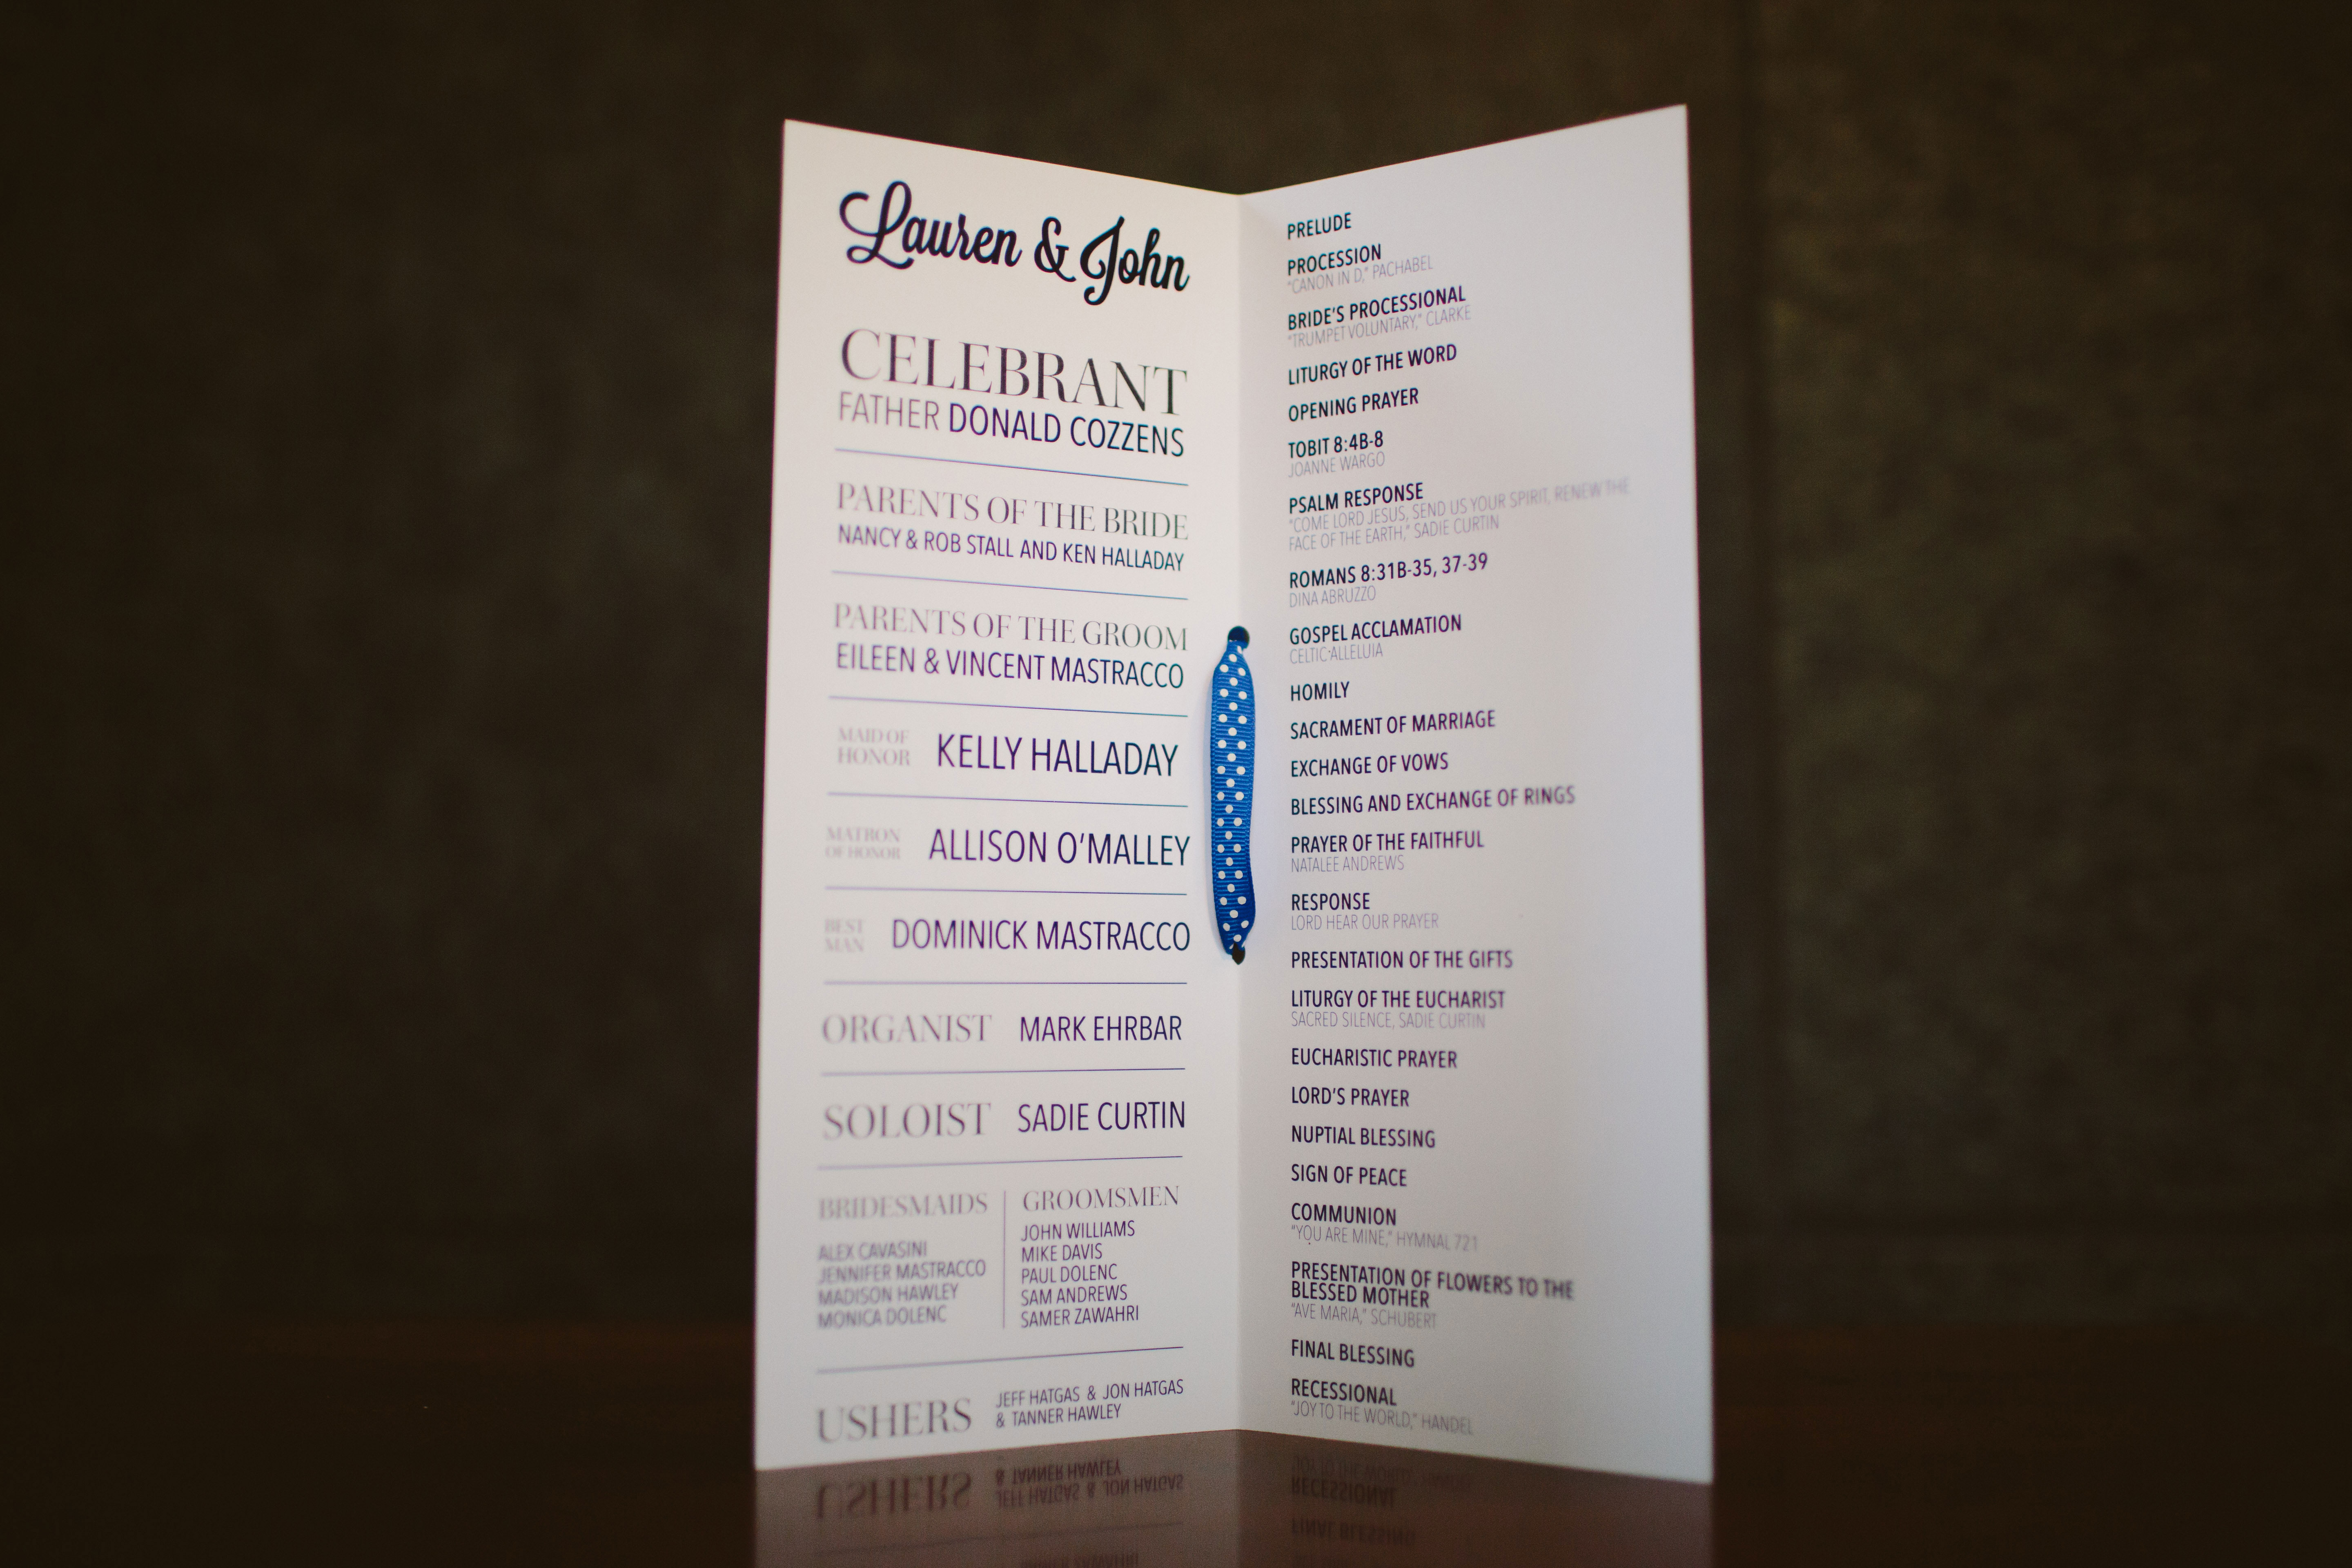 Lauren & John
CELEBRANT
FATHER DONALD COZZENS
PARENTS OF THE BRIDE
NANCY & ROB STALL AND KEN HALLADAY
PARENTS OF THE GROOM
EILEEN & VINCENT MASTRACCO
MAID OF
HONOR
KELLY HALLADAY
MATRON
OF HONOR
ALLISON O'MALLEY
BEST
MAN
DOMINICK MASTRACCO
ORGANIST MARK EHRBAR
SOLOIST SADIE CURTIN
BRIDESMAIDS
ALEX CAVASINI
JENNIFER MASTRACCO
MADISON HAWLEY
MONICA DOLENC
GROOMSMEN
JOHN WILLIAMS
MIKE DAVIS
PAUL DOLENC
SAM ANDREWS
SAMER ZAWAHRI
USHERS
JEFF HATGAS & JON HATGAS
& TANNER HAWLEY
PRELUDE
PROCESSION
"CANON IN D," PACHABEL
BRIDE'S PROCESSIONAL
"TRUMPET VOLUNTARY," CLARKE
LITURGY OF THE WORD
OPENING PRAYER
TOBIT 8:4B-8
JOANNE WARGO
PSALM RESPONSE
"COME LORD JESUS, SEND US YOUR SPIRIT, RENEW THE
FACE OF THE EARTH," SADIE CURTIN
ROMANS 8:31B-35, 37-39
DINA ABRUZZO
GOSPEL ACCLAMATION
CELTIC ALLELUIA
HOMILY
SACRAMENT OF MARRIAGE
EXCHANGE OF VOWS
BLESSING AND EXCHANGE OF RINGS
PRAYER OF THE FAITHFUL
NATALEE ANDREWS
RESPONSE
LORD HEAR OUR PRAYER
PRESENTATION OF THE GIFTS
LITURGY OF THE EUCHARIST
SACRED SILENCE, SADIE CURTIN
EUCHARISTIC PRAYER
LORD'S PRAYER
NUPTIAL BLESSING
SIGN OF PEACE
COMMUNION
"YOU ARE MINE," HYMNAL 721
PRESENTATION OF FLOWERS TO THE
BLESSED MOTHER
"AVE MARIA," SCHUBERT
FINAL BLESSING
RECESSIONAL
"JOY TO THE WORLD," HANDEL